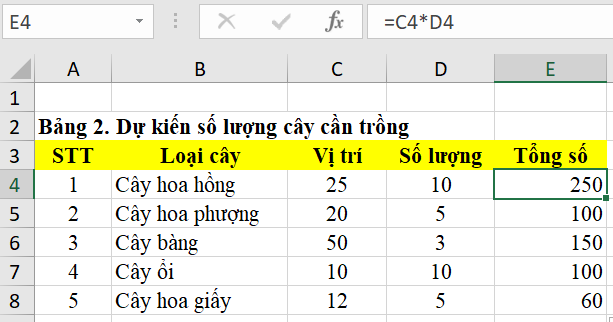 E4 fx =C4*D4
A B C D E
1
2 Bảng 2. Dự kiến số lượng cây cần trồng
3 STT Loại cây Vị trí Số lượng Tổng số
4 1 Cây hoa hồng 25 10 250
5 2 Cây hoa phượng 20 5 100
6 3 Cây bàng 50 3 150
7 4 Cây ổi 10 10 100
8 5 Cây hoa giấy 12 5 60